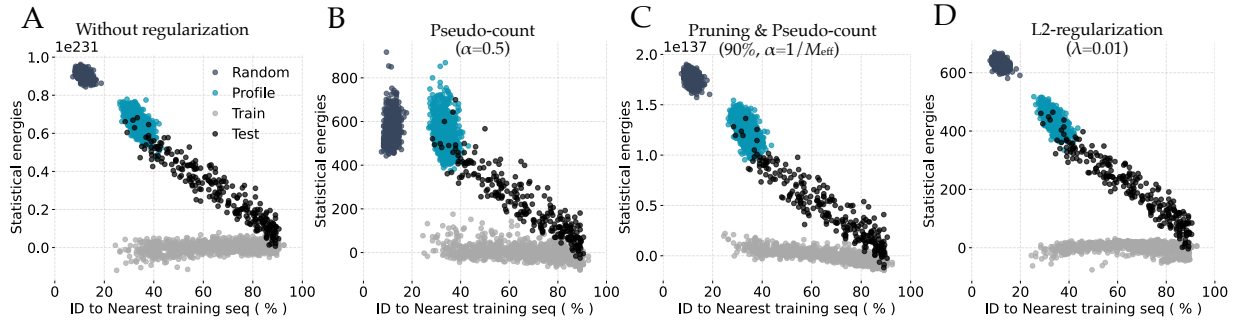 A
Without regularization
1e231
Statistical energies
1.0
0.8
0.6
0.4
0.2
0.0
Random
Profile
Train
Test
0 20 40 60 80 100
ID to Nearest training seq ( % )
B
Pseudo-count
(α=0.5)
Statistical energies
800
600
400
200
0
0 20 40 60 80 100
ID to Nearest training seq ( % )
C
Pruning & Pseudo-count
(90%, α=1/Meff)
1e137
Statistical energies
2.0
1.5
1.0
0.5
0.0
0 20 40 60 80 100
ID to Nearest training seq ( % )
D
L2-regularization
(λ=0.01)
Statistical energies
600
400
200
0
0 20 40 60 80 100
ID to Nearest training seq ( % )